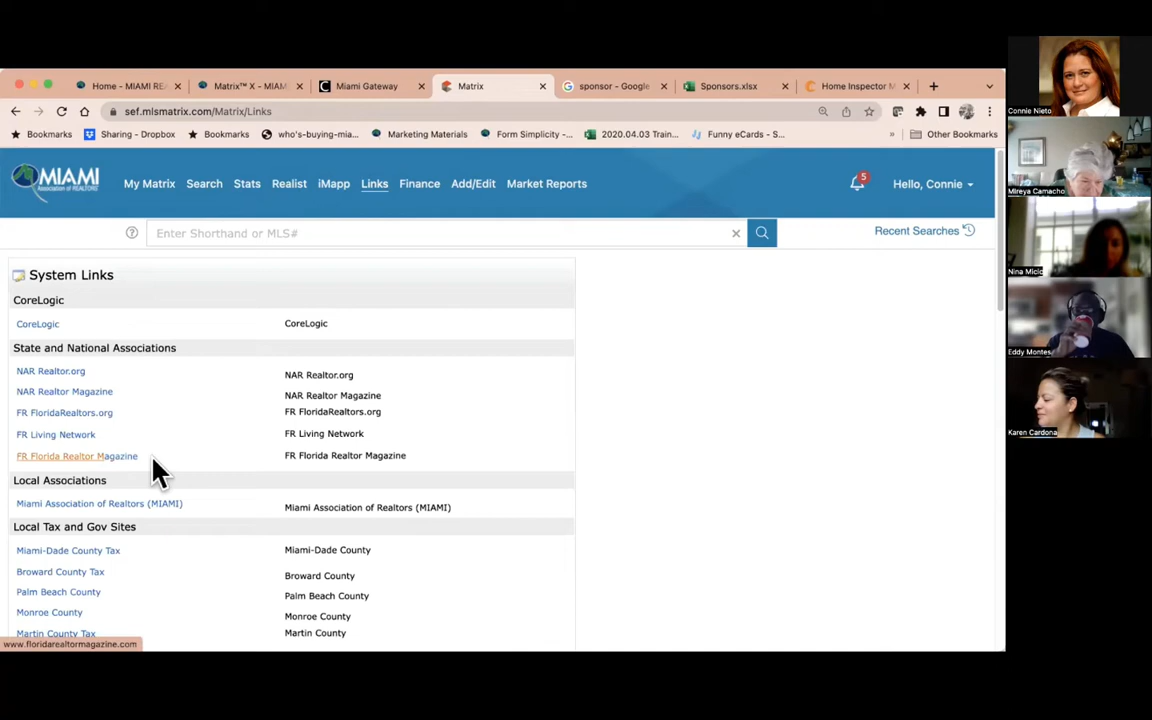 Home - MIAMI RE
Matrix™ X - MIAMI
Miami Gateway
Matrix
sponsor - Google
Sponsors.xlsx
Home Inspector M
sef.mlsmatrix.com/Matrix/Links
Bookmarks
Sharing - Dropbox
Bookmarks
who's-buying-mia...
Marketing Materials
Form Simplicity -...
2020.04.03 Train...
Funny eCards - S...
»
Other Bookmarks
MIAMI
Association of REALTORS
My Matrix
Search
Stats
Realist
iMapp
Links
Finance
Add/Edit
Market Reports
5
Hello, Connie
Enter Shorthand or MLS#
Recent Searches
System Links
CoreLogic
CoreLogic CoreLogic
State and National Associations
NAR Realtor.org NAR Realtor.org
NAR Realtor Magazine NAR Realtor Magazine
FR FloridaRealtors.org FR FloridaRealtors.org
FR Living Network FR Living Network
FR Florida Realtor Magazine FR Florida Realtor Magazine
Local Associations
Miami Association of Realtors (MIAMI) Miami Association of Realtors (MIAMI)
Local Tax and Gov Sites
Miami-Dade County Tax Miami-Dade County
Broward County Tax Broward County
Palm Beach County Palm Beach County
Monroe County Monroe County
Martin County Tax Martin County
www.floridarealtormagazine.com
Connie Nieto
Mireya Camacho
Nina Micic
Eddy Montes
Karen Cardona